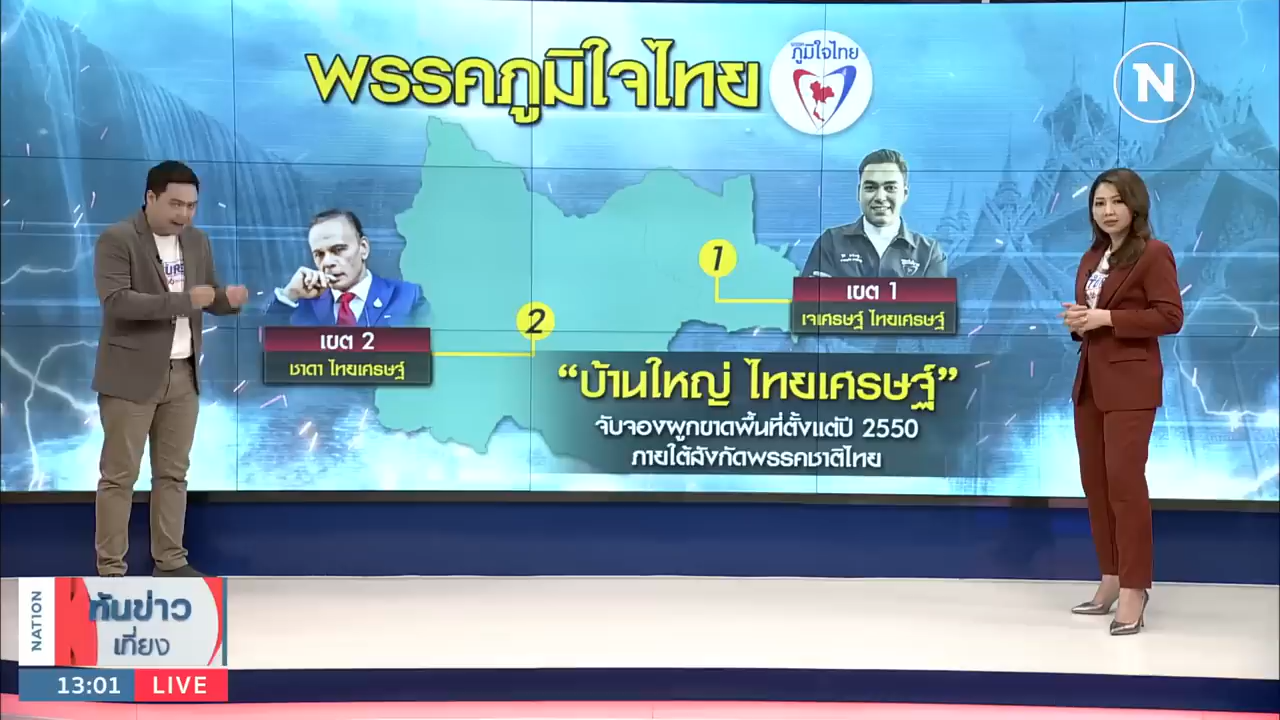 พรรคภูมิใจไทย
พรรค
ภูมิใจไทย
N
1
เขต 1
เจเศรษฐ์ ไทยเศรษฐ์
2
เขต 2
ชาดา ไทยเศรษฐ์
“บ้านใหญ่ ไทยเศรษฐ์”
จับจองผูกขาดพื้นที่ตั้งแต่ปี 2550
ภายใต้สังกัดพรรคชาติไทย
NATION
ทันข่าว
เที่ยง
13:01 LIVE